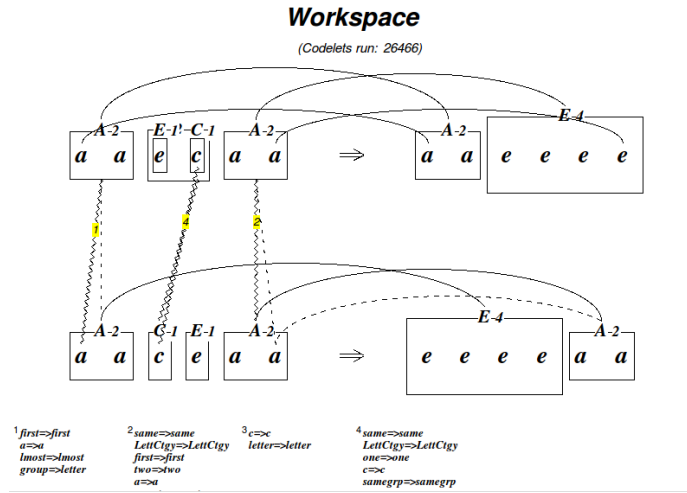 Workspace
(Codelets run: 26466)
A-2 E-1 C-1 A-2 A-2 E-4
a a e c a a ⇒ a a e e e e
1 4 2
A-2 C-1 E-1 A-2 E-4 A-2
a a c e a a ⇒ e e e e a a
1 first=>first
a=>a
lmost=>lmost
group=>letter
2 same=>same
LettCtgy=>LettCtgy
first=>first
two=>two
a=>a
3 c=>c
letter=>letter
4 same=>same
LettCtgy=>LettCtgy
one=>one
c=>c
samegrp=>samegrp